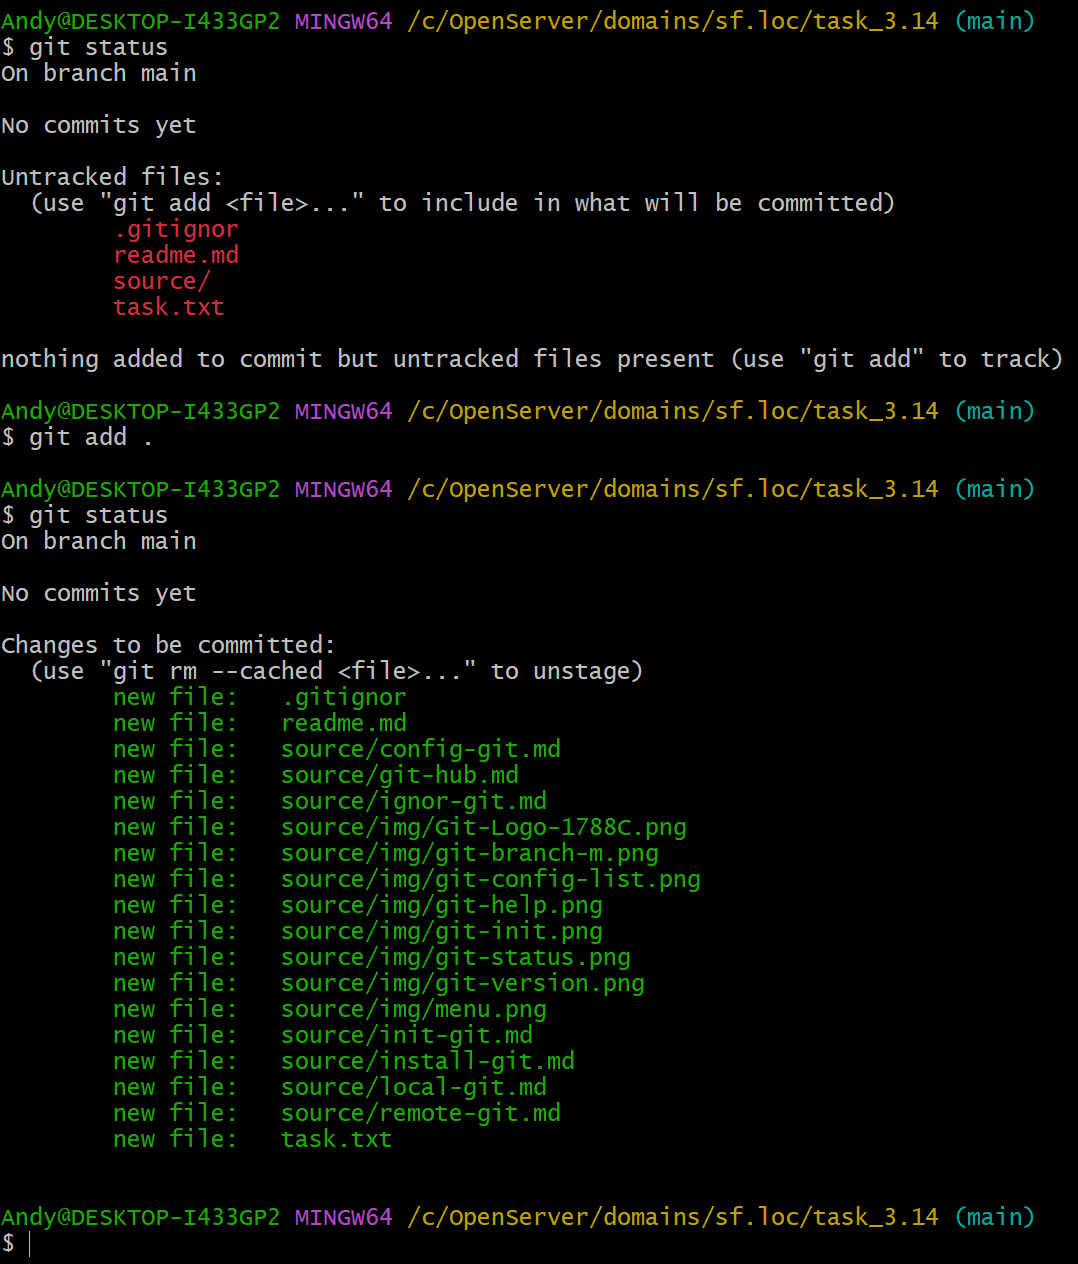 Andy@DESKTOP-I433GP2 MINGW64 /c/OpenServer/domains/sf.loc/task_3.14 (main)
$ git status
On branch main
No commits yet
Untracked files:
(use "git add <file>..." to include in what will be committed)
.gitignor
readme.md
source/
task.txt
nothing added to commit but untracked files present (use "git add" to track)
Andy@DESKTOP-I433GP2 MINGW64 /c/OpenServer/domains/sf.loc/task_3.14 (main)
$ git add .
Andy@DESKTOP-I433GP2 MINGW64 /c/OpenServer/domains/sf.loc/task_3.14 (main)
$ git status
On branch main
No commits yet
Changes to be committed:
(use "git rm --cached <file>..." to unstage)
new file:   .gitignor
new file:   readme.md
new file:   source/config-git.md
new file:   source/git-hub.md
new file:   source/ignor-git.md
new file:   source/img/Git-Logo-1788C.png
new file:   source/img/git-branch-m.png
new file:   source/img/git-config-list.png
new file:   source/img/git-help.png
new file:   source/img/git-init.png
new file:   source/img/git-status.png
new file:   source/img/git-version.png
new file:   source/img/menu.png
new file:   source/init-git.md
new file:   source/install-git.md
new file:   source/local-git.md
new file:   source/remote-git.md
new file:   task.txt
Andy@DESKTOP-I433GP2 MINGW64 /c/OpenServer/domains/sf.loc/task_3.14 (main)
$